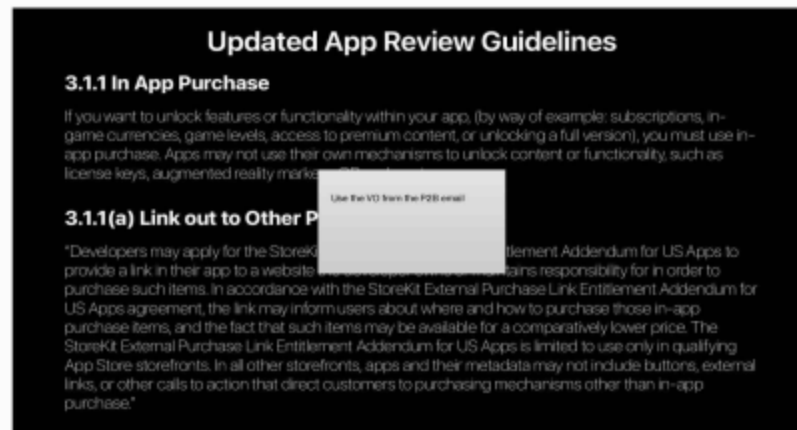 Updated App Review Guidelines
3.1.1 In App Purchase
If you want to unlock features or functionality within your app, (by way of example: subscriptions, in-
game currencies, game levels, access to premium content, or unlocking a full version), you must use in-
app purchase. Apps may not use their own mechanisms to unlock content or functionality, such as
license keys, augmented reality marke
Use the VO from the P2B email
3.1.1(a) Link out to Other P
"Developers may apply for the StoreKi tlement Addendum for US Apps to
provide a link in their app to a website tains responsibility for in order to
purchase such items. In accordance with the StoreKit External Purchase Link Entitlement Addendum for
US Apps agreement, the link may inform users about where and how to purchase those in-app
purchase items, and the fact that such items may be available for a comparatively lower price. The
StoreKit External Purchase Link Entitlement Addendum for US Apps is limited to use only in qualifying
App Store storefronts. In all other storefronts, apps and their metadata may not include buttons, external
links, or other calls to action that direct customers to purchasing mechanisms other than in-app
purchase."